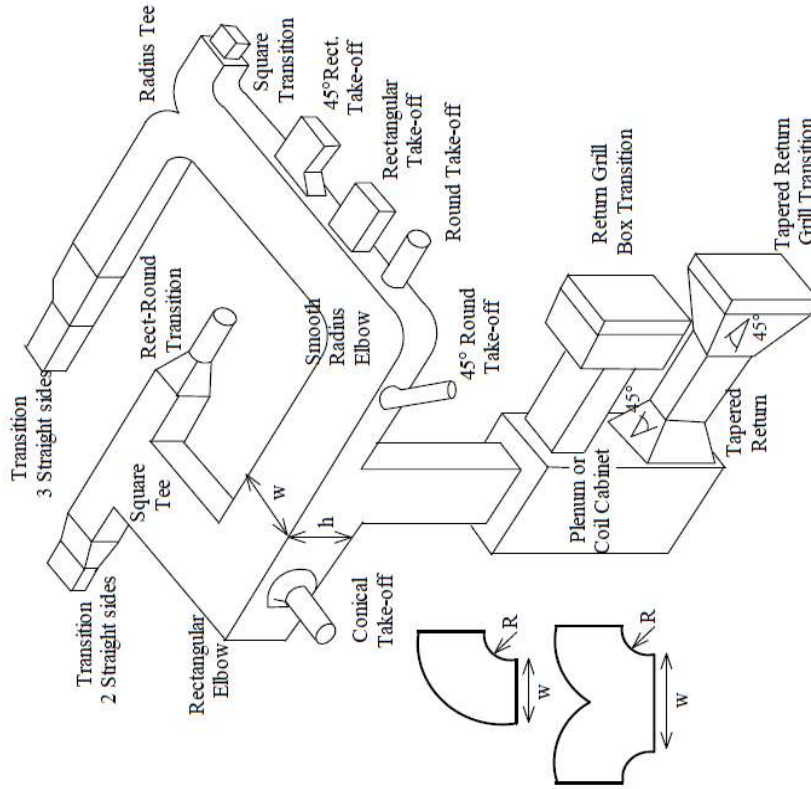 Transition
3 Straight sides
Radius Tee
Square
Transition
45°Rect.
Take-off
Rectangular
Take-off
Round Take-off
Rect-Round
Transition
Transition
2 Straight sides
Square
Tee
Smooth
Radius
Elbow
45° Round
Take-off
Rectangular
Elbow
w
h
Conical
Take-off
Return Grill
Box Transition
Plenum or
Coil Cabinet
45°
45°
Tapered
Return
Tapered Return
Grill Transition
R
W
R
W